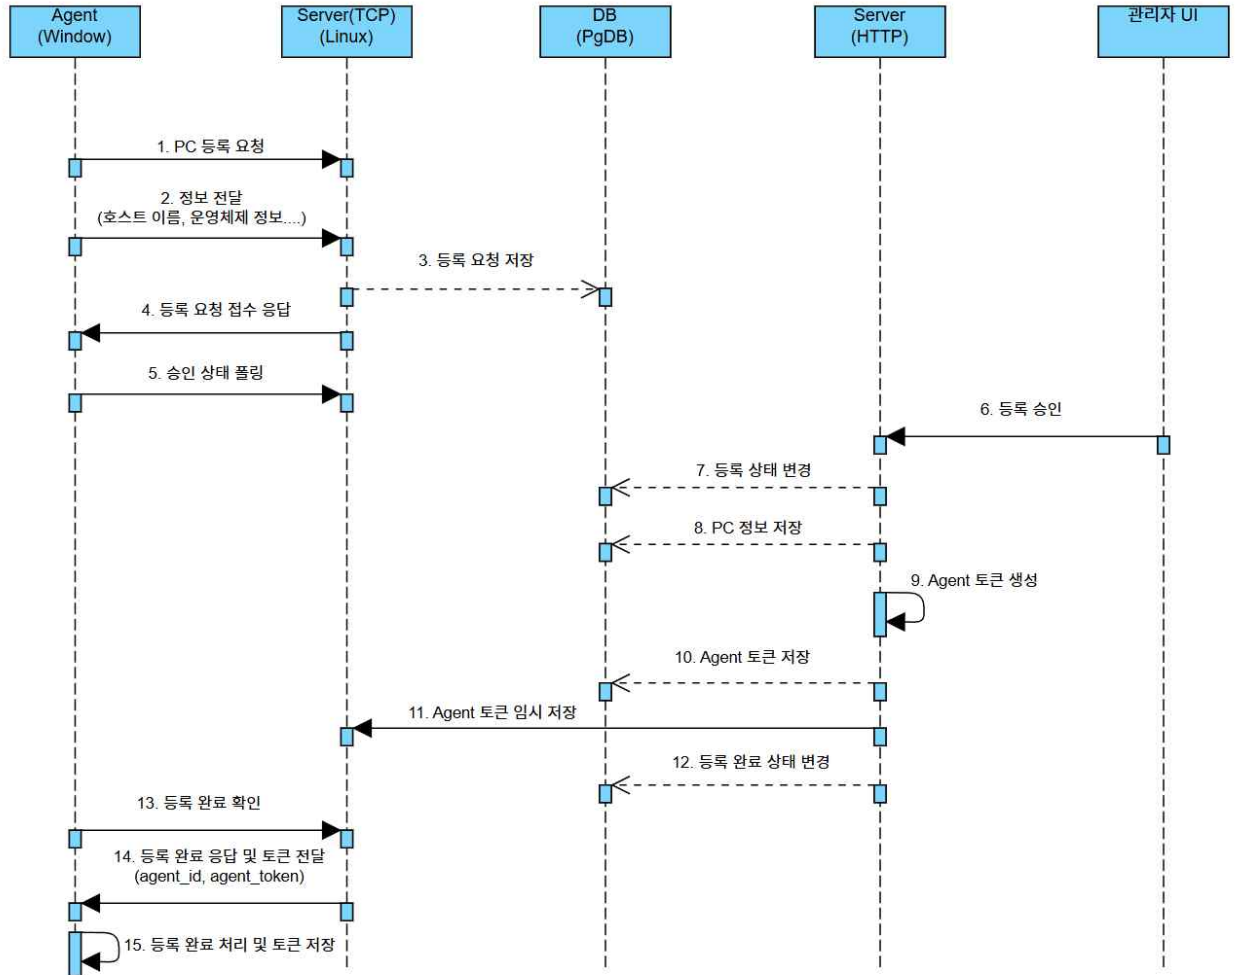 Agent
(Window)
Server(TCP)
(Linux)
DB
(PgDB)
Server
(HTTP)
관리자 UI
1. PC 등록 요청
2. 정보 전달
(호스트 이름, 운영체제 정보....)
3. 등록 요청 저장
4. 등록 요청 접수 응답
5. 승인 상태 폴링
6. 등록 승인
7. 등록 상태 변경
8. PC 정보 저장
9. Agent 토큰 생성
10. Agent 토큰 저장
11. Agent 토큰 임시 저장
12. 등록 완료 상태 변경
13. 등록 완료 확인
14. 등록 완료 응답 및 토큰 전달
(agent_id, agent_token)
15. 등록 완료 처리 및 토큰 저장